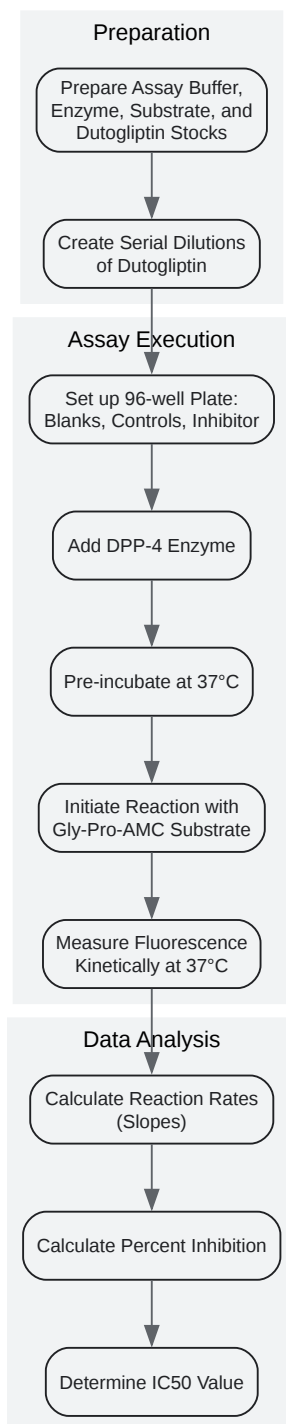 Preparation
Prepare Assay Buffer,
Enzyme, Substrate, and
Dutogliptin Stocks
Create Serial Dilutions
of Dutogliptin
Assay Execution
Set up 96-well Plate:
Blanks, Controls, Inhibitor
Add DPP-4 Enzyme
Pre-incubate at 37°C
Initiate Reaction with
Gly-Pro-AMC Substrate
Measure Fluorescence
Kinetically at 37°C
Data Analysis
Calculate Reaction Rates
(Slopes)
Calculate Percent Inhibition
Determine IC50 Value